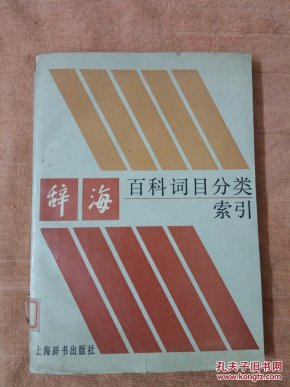 辞海
百科词目分类
索引
上海辞书出版社
孔夫子旧书网